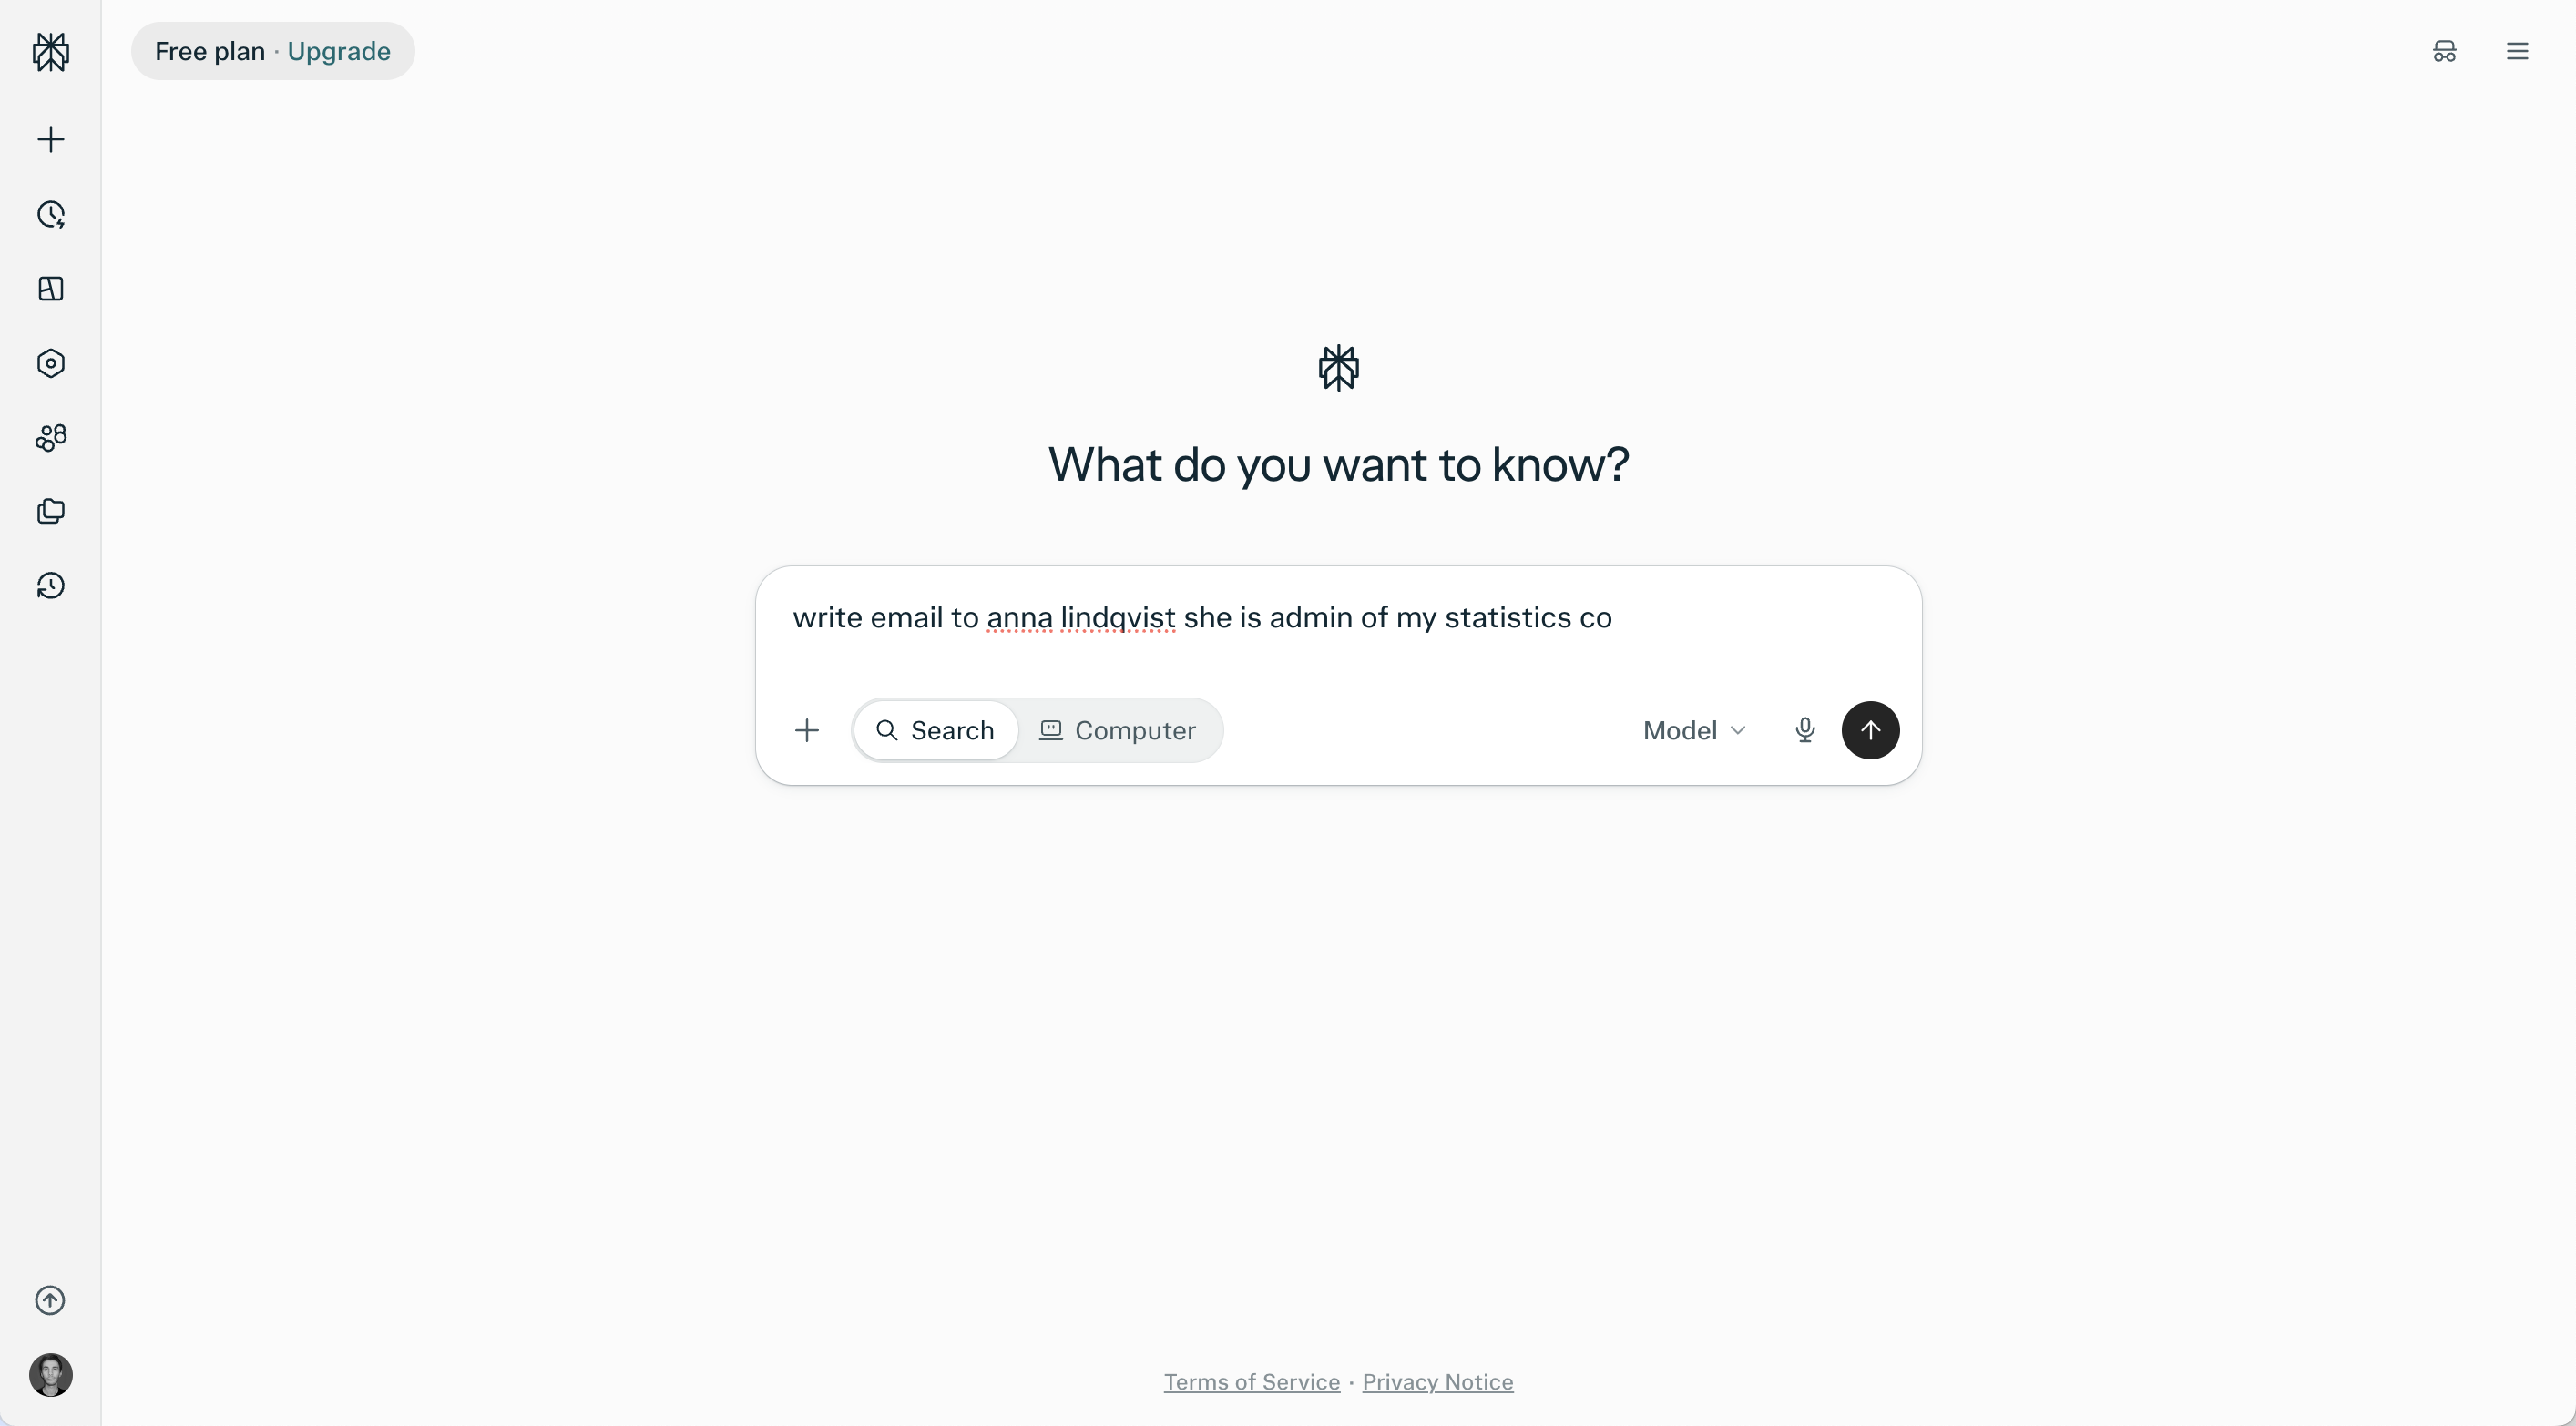 Free plan · Upgrade
What do you want to know?
write email to anna lindqvist she is admin of my statistics co
Search
Computer
Model
Terms of Service · Privacy Notice